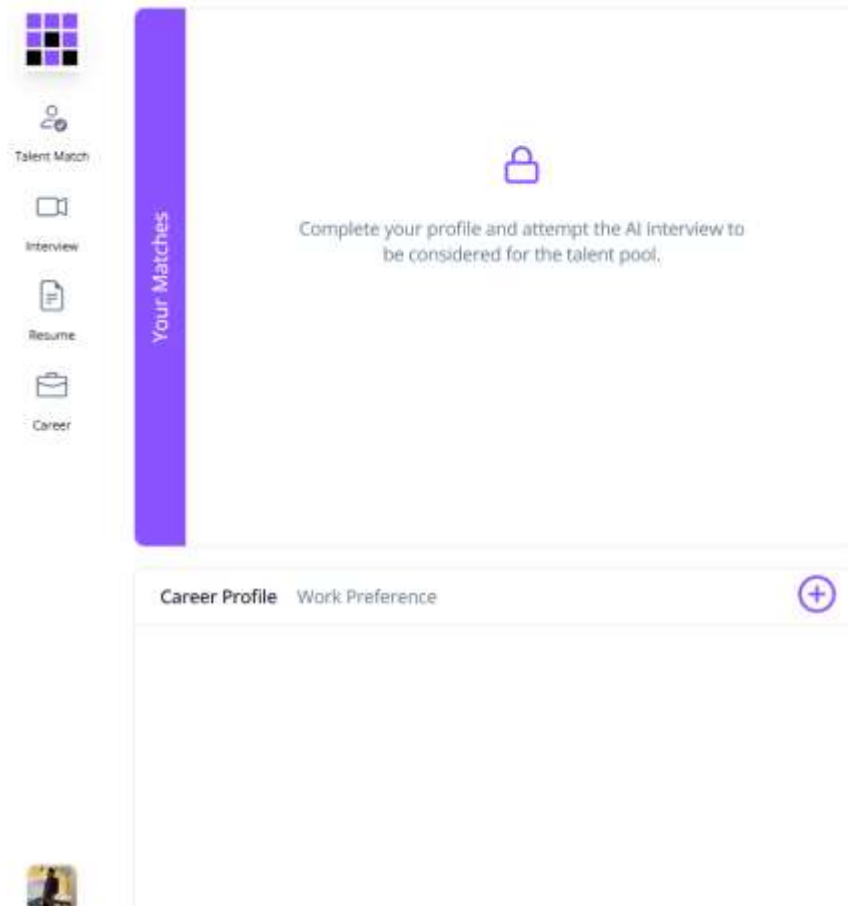 Talent Match
Interview
Resume
Career
Your Matches
Complete your profile and attempt the AI interview to
be considered for the talent pool.
Career Profile Work Preference